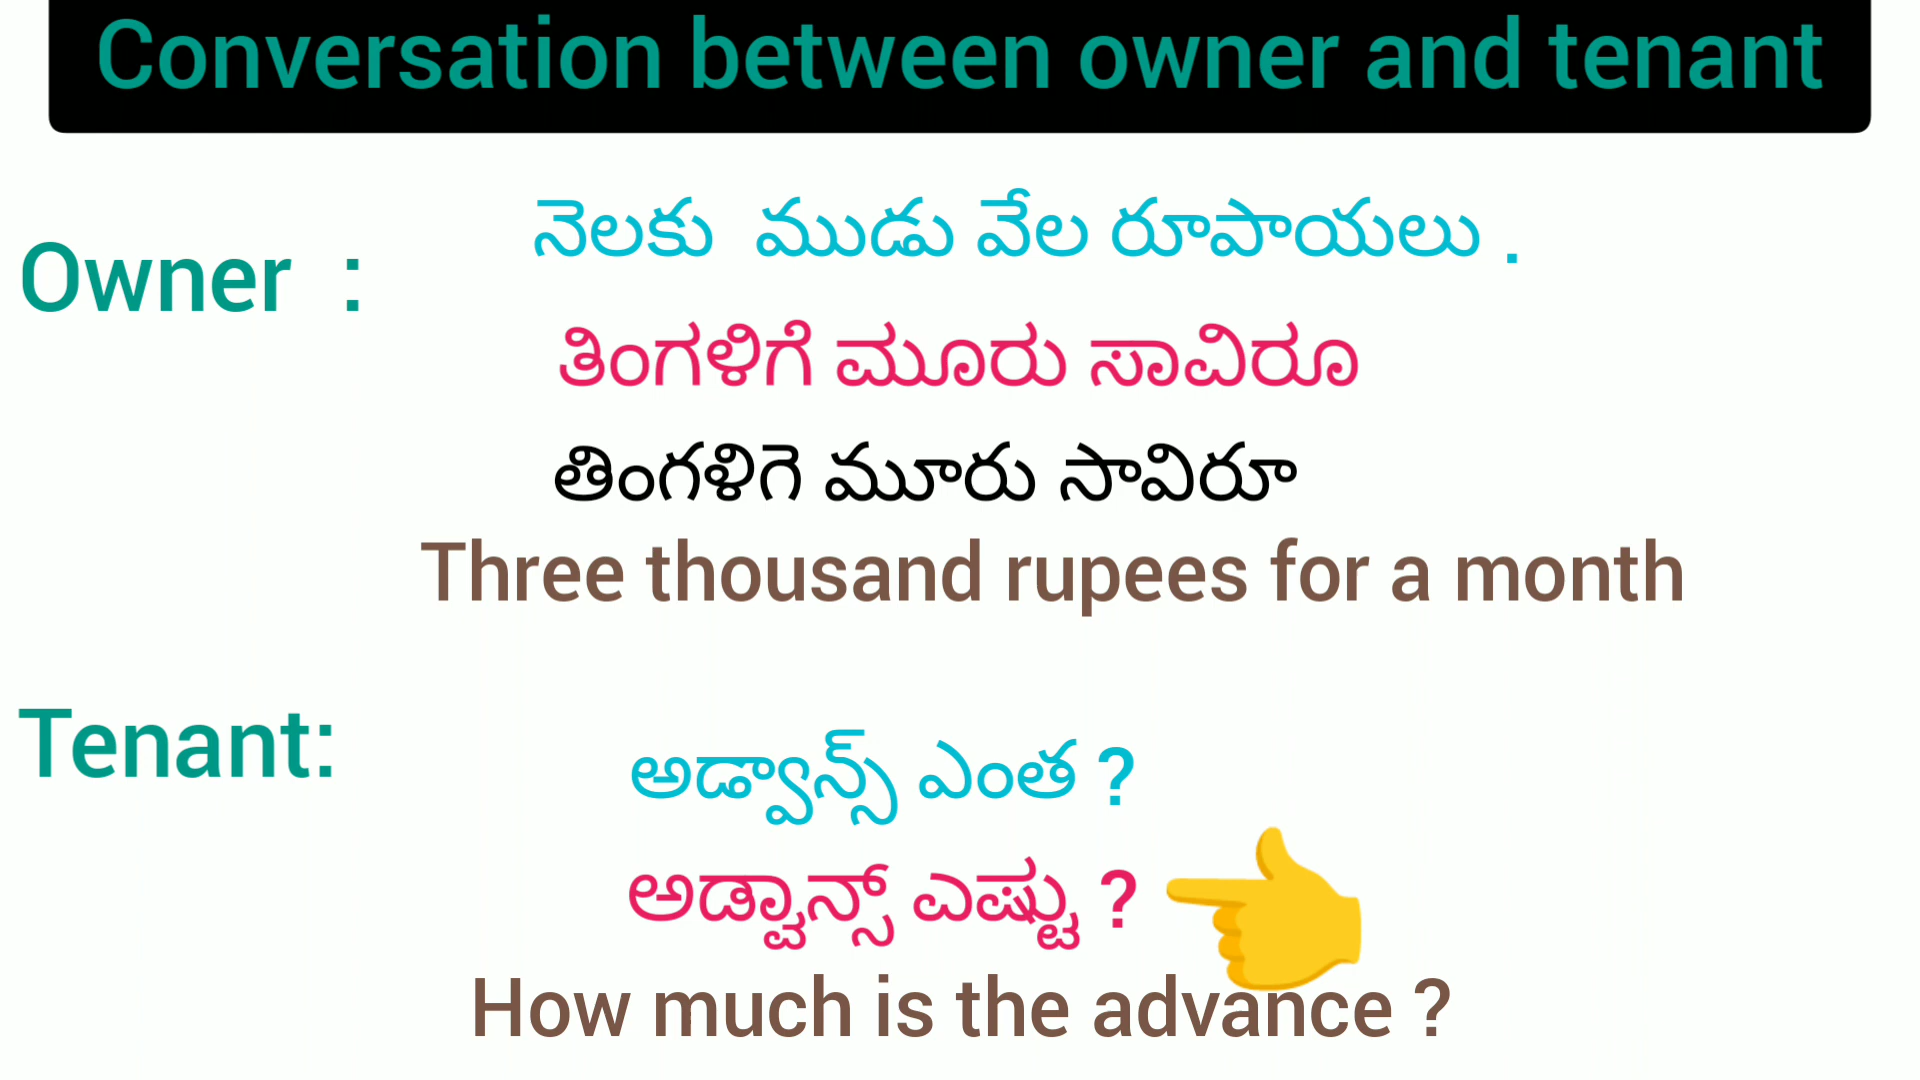 Conversation between owner and tenant
నెలకు ముడు వేల రూపాయలు .
Owner :
ತಿಂಗಳಿಗೆ ಮೂರು ಸಾವಿರೂ
తింగళిగె మూరు సావిరూ
Three thousand rupees for a month
Tenant:
అడ్వాన్స్ ఎంత ?
ಅಡ್ವಾನ್ಸ್ ಎಷ್ಟು ?
How much is the advance ?